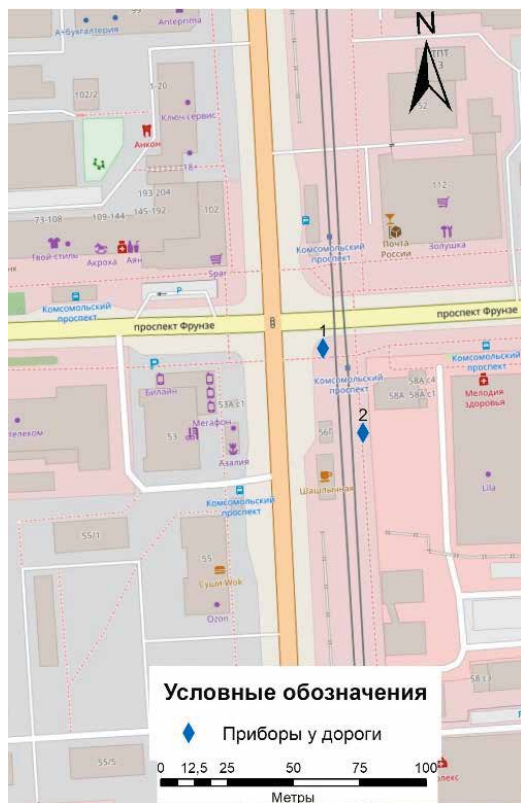 Ачбухгалтерия
Anteprima
N
ТПТ
3
1-20
102/2
Ключ-сервис
52
Анкон
18+
193-204
145-192
102
112
73-108
109-144
Твой стиль
Акроха
Аян
Spar
Комсомольский
проспект
Почта
России
Золушка
P
Комсомольский
проспект
проспект Фрунзе
проспект Фрунзе
1
P
Комсомольский
проспект
Комсомольский
проспект
Билайн
53А с1
58А с4
58А
58А с1
Мелодия
здоровья
Мегафон
2
телеком
53
56Г
Азалия
Шашлычная
Lila
Комсомольский
проспект
55/1
55
Суши Wok
Ozon
58 с3
Условные обозначения
Приборы у дороги
55/5
0 12,5 25 50 75 100
Метры